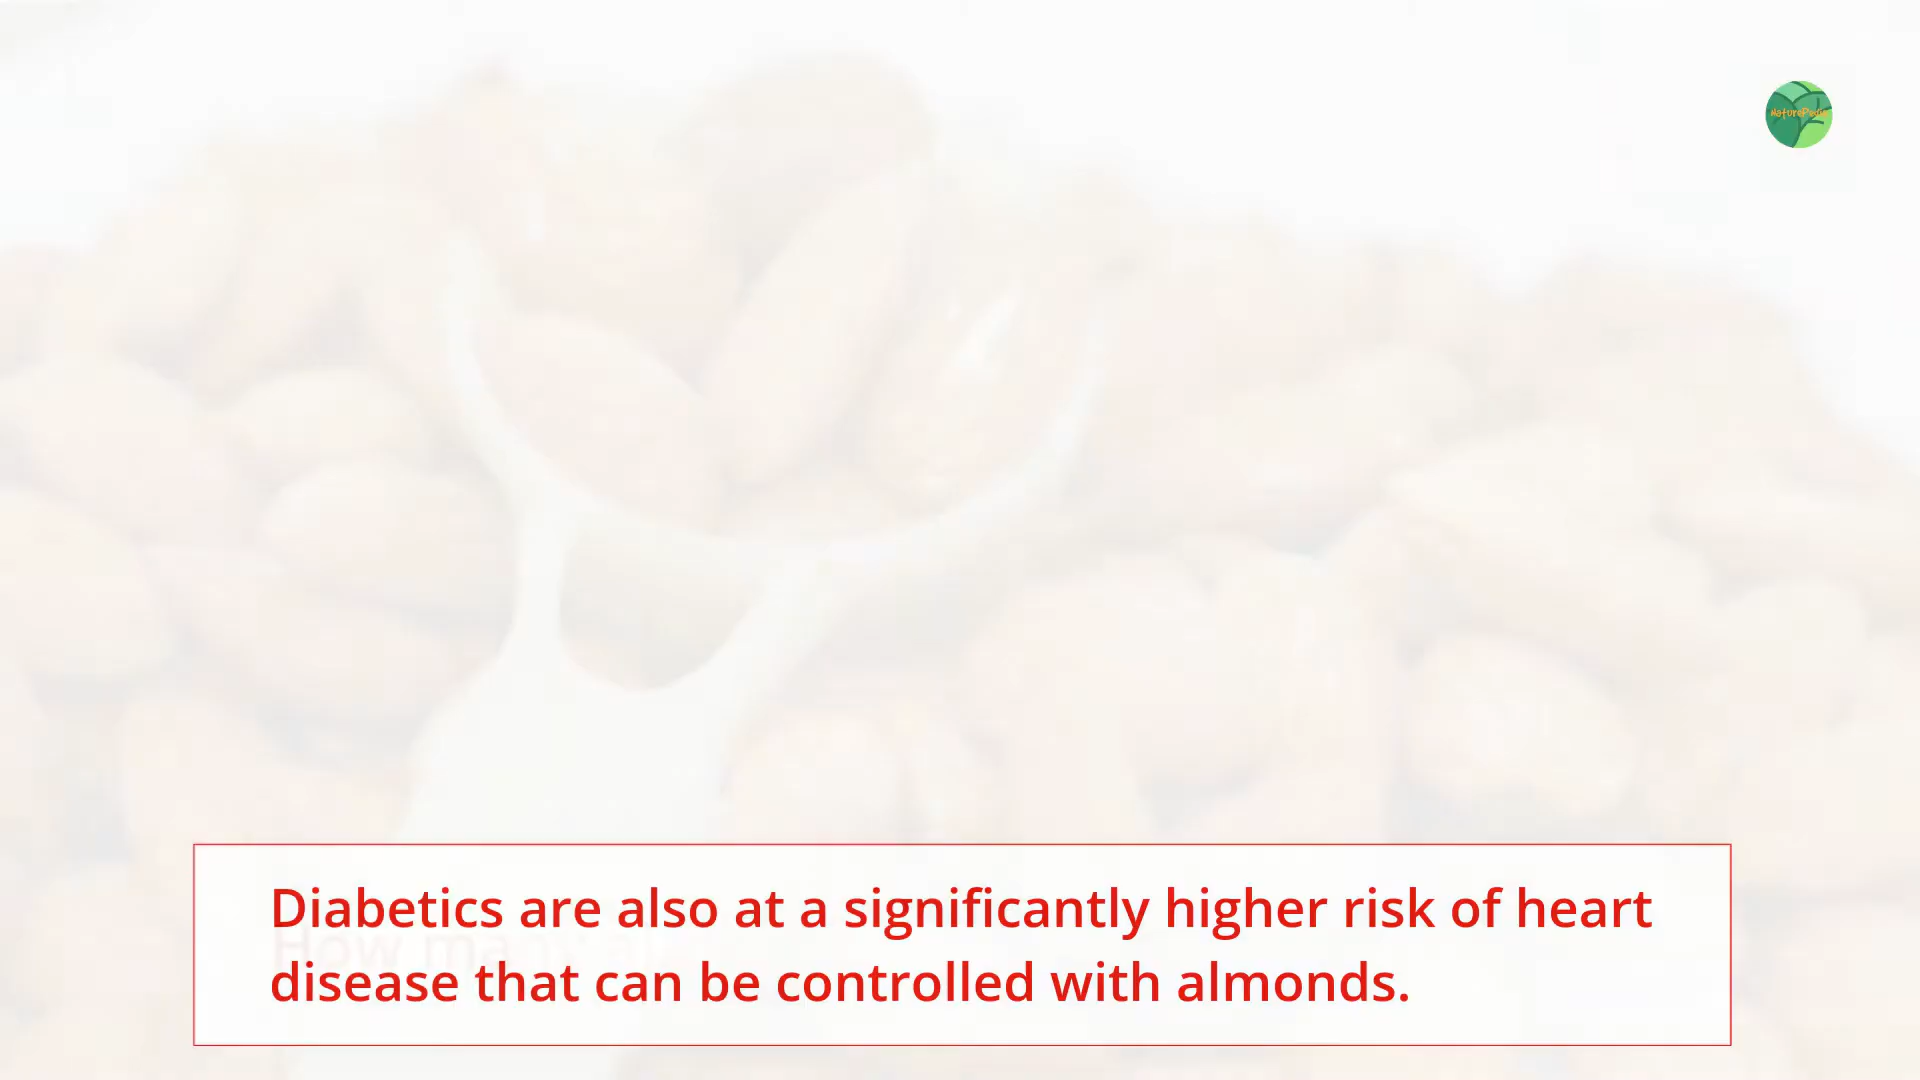 Diabetics are also at a significantly higher risk of heart
disease that can be controlled with almonds.